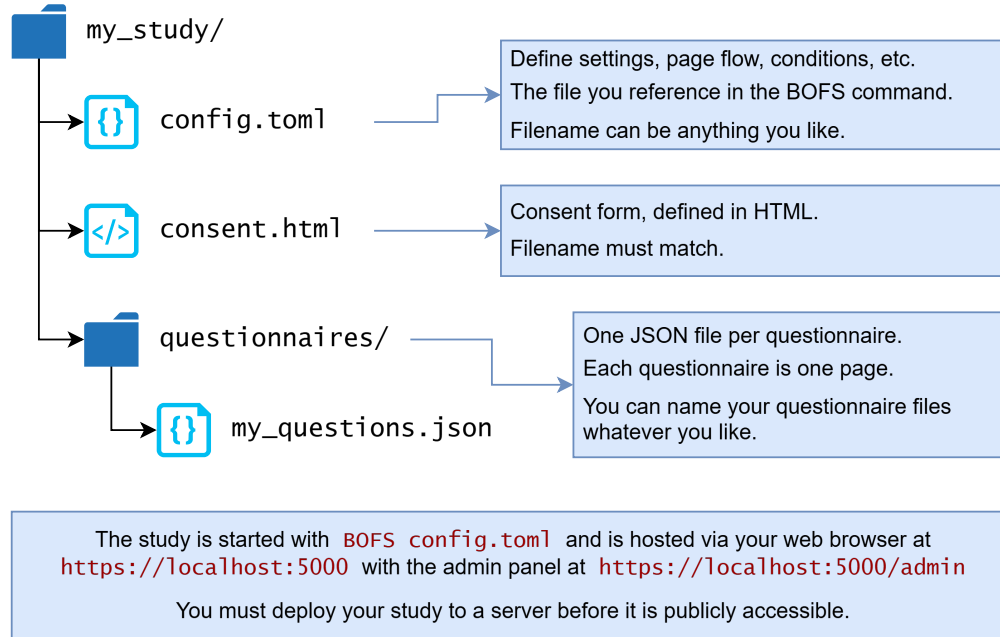 my_study/
config.toml
Define settings, page flow, conditions, etc.
The file you reference in the BOFS command.
Filename can be anything you like.
consent.html
Consent form, defined in HTML.
Filename must match.
questionnaires/
One JSON file per questionnaire.
Each questionnaire is one page.
You can name your questionnaire files
whatever you like.
my_questions.json
The study is started with BOFS config.toml and is hosted via your web browser at
https://localhost:5000 with the admin panel at https://localhost:5000/admin
You must deploy your study to a server before it is publicly accessible.